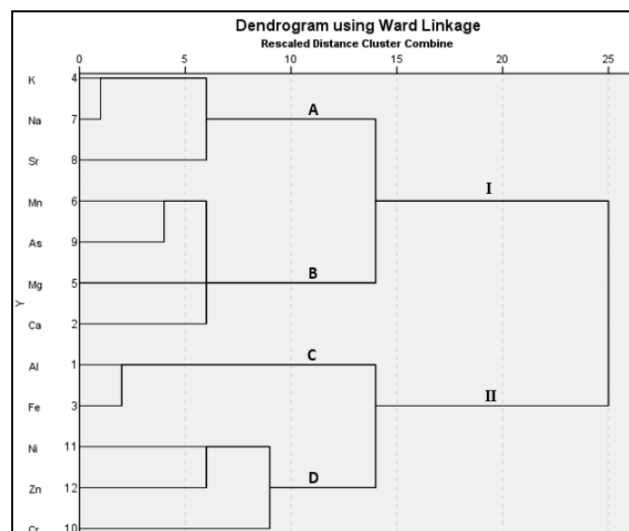 Dendrogram using Ward Linkage
Rescaled Distance Cluster Combine
0 5 10 15 20 25
K 4
A
Na 7
Sr 8
I
Mn 6
As 9
B
Mg 5
Y
Ca 2
C
Al 1
II
Fe 3
Ni 11
D
Zn 12
Cr 10